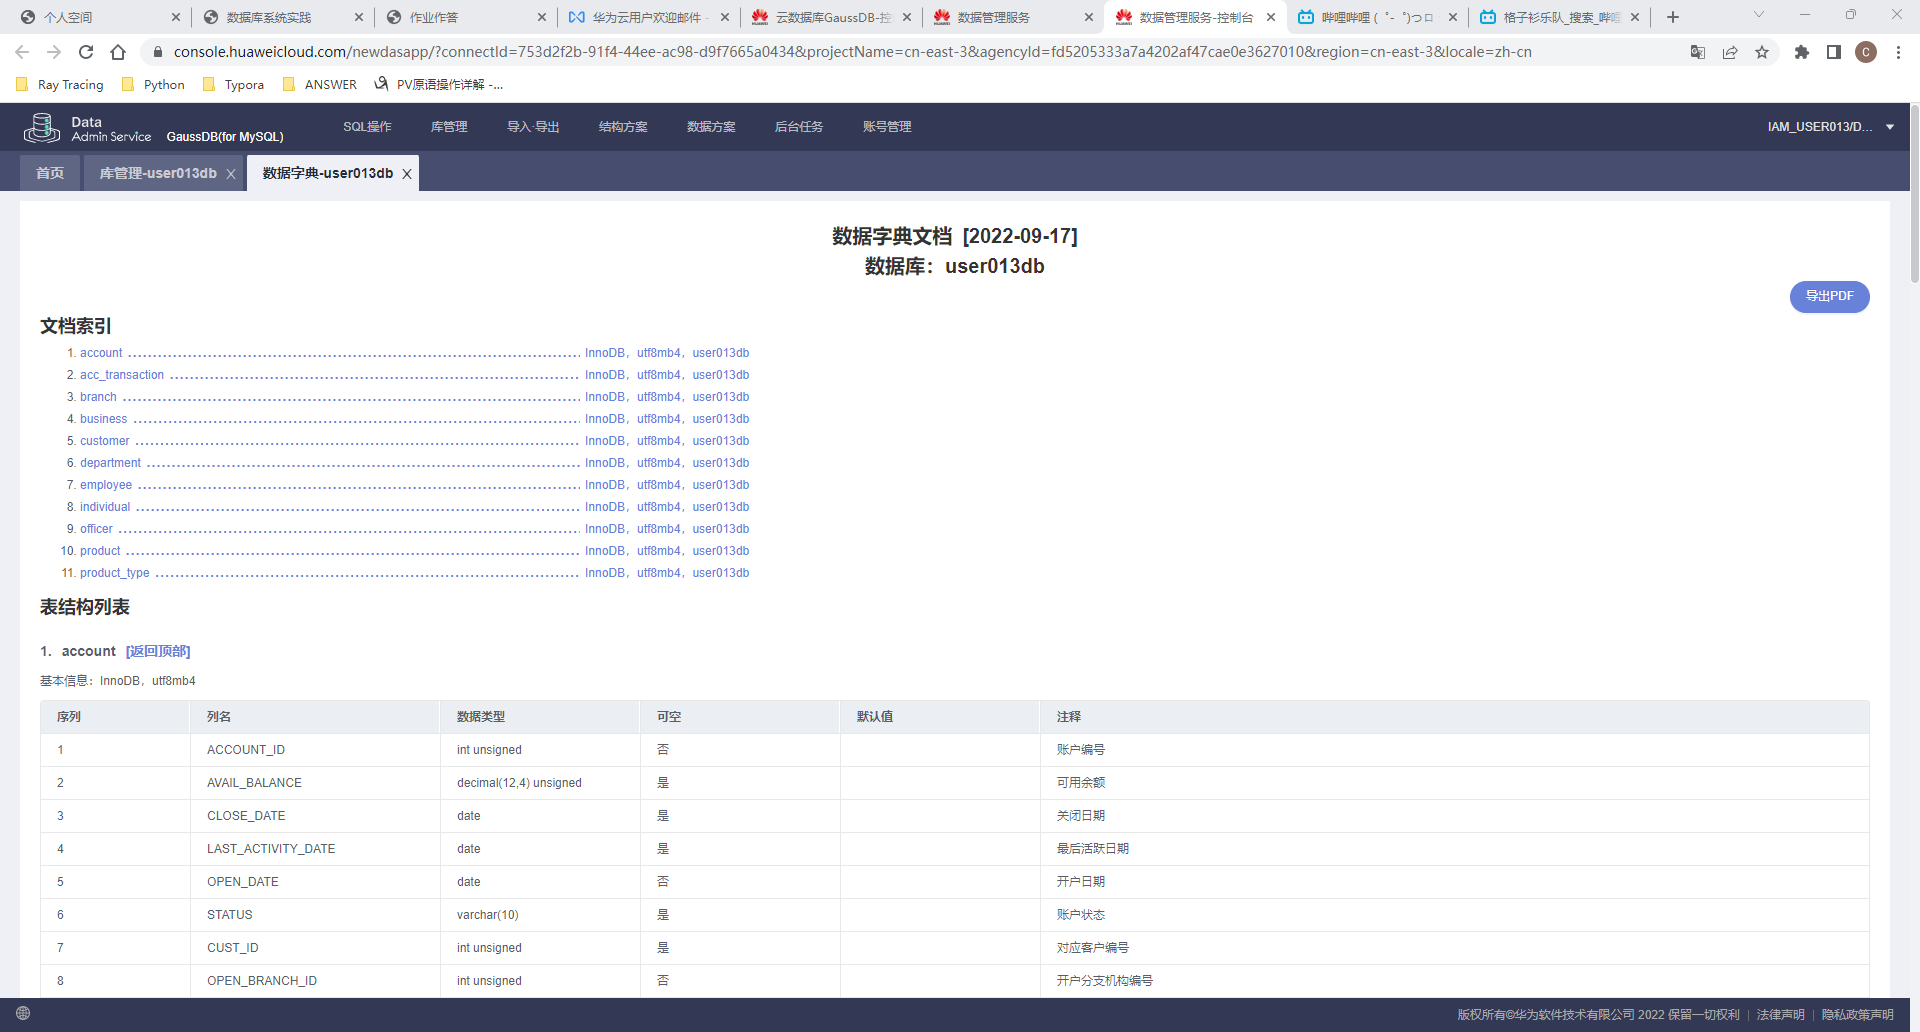 个人空间
数据库系统实践
作业作答
华为云用户欢迎邮件 -
云数据库GaussDB-控
数据管理服务
数据管理服务-控制台
哔哩哔哩 ( ゜- ゜)つロ
格子衫乐队_搜索_哔哩
console.huaweicloud.com/newdasapp/?connectId=753d2f2b-91f4-44ee-ac98-d9f7665a0434&projectName=cn-east-3&agencyId=fd5205333a7a4202af47cae0e3627010&region=cn-east-3&locale=zh-cn
C
Ray Tracing Python Typora ANSWER PV原语操作详解 -...
Data
Admin Service GaussDB(for MySQL) SQL操作 库管理 导入·导出 结构方案 数据方案 后台任务 账号管理 IAM_USER013/D...
首页 库管理-user013db 数据字典-user013db
数据字典文档 [2022-09-17]
数据库：user013db
导出PDF
文档索引
1. account InnoDB，utf8mb4，user013db
2. acc_transaction InnoDB，utf8mb4，user013db
3. branch InnoDB，utf8mb4，user013db
4. business InnoDB，utf8mb4，user013db
5. customer InnoDB，utf8mb4，user013db
6. department InnoDB，utf8mb4，user013db
7. employee InnoDB，utf8mb4，user013db
8. individual InnoDB，utf8mb4，user013db
9. officer InnoDB，utf8mb4，user013db
10. product InnoDB，utf8mb4，user013db
11. product_type InnoDB，utf8mb4，user013db
表结构列表
1. account [返回顶部]
基本信息：InnoDB，utf8mb4
序列 列名 数据类型 可空 默认值 注释
1 ACCOUNT_ID int unsigned 否 账户编号
2 AVAIL_BALANCE decimal(12,4) unsigned 是 可用余额
3 CLOSE_DATE date 是 关闭日期
4 LAST_ACTIVITY_DATE date 是 最后活跃日期
5 OPEN_DATE date 否 开户日期
6 STATUS varchar(10) 是 账户状态
7 CUST_ID int unsigned 是 对应客户编号
8 OPEN_BRANCH_ID int unsigned 否 开户分支机构编号
版权所有©华为软件技术有限公司 2022 保留一切权利 | 法律声明 | 隐私政策声明